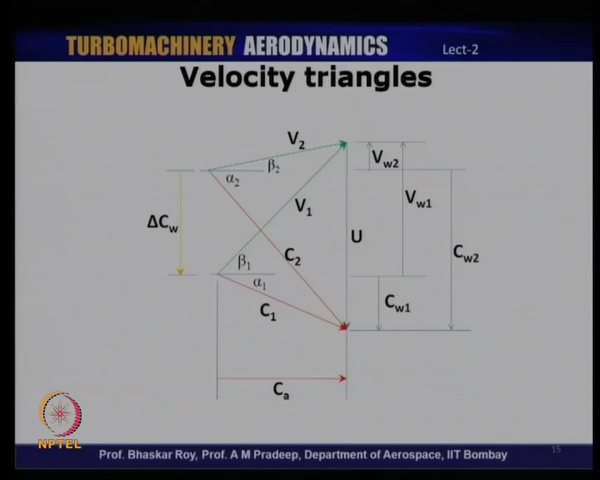 TURBOMACHINERY AERODYNAMICS Lect-2
Velocity triangles
V2
β2
α2
Vw2
V1
Vw1
ΔCw
U
C2
Cw2
β1
α1
Cw1
C1
Ca
NPTEL
15
Prof. Bhaskar Roy, Prof. A M Pradeep, Department of Aerospace, IIT Bombay